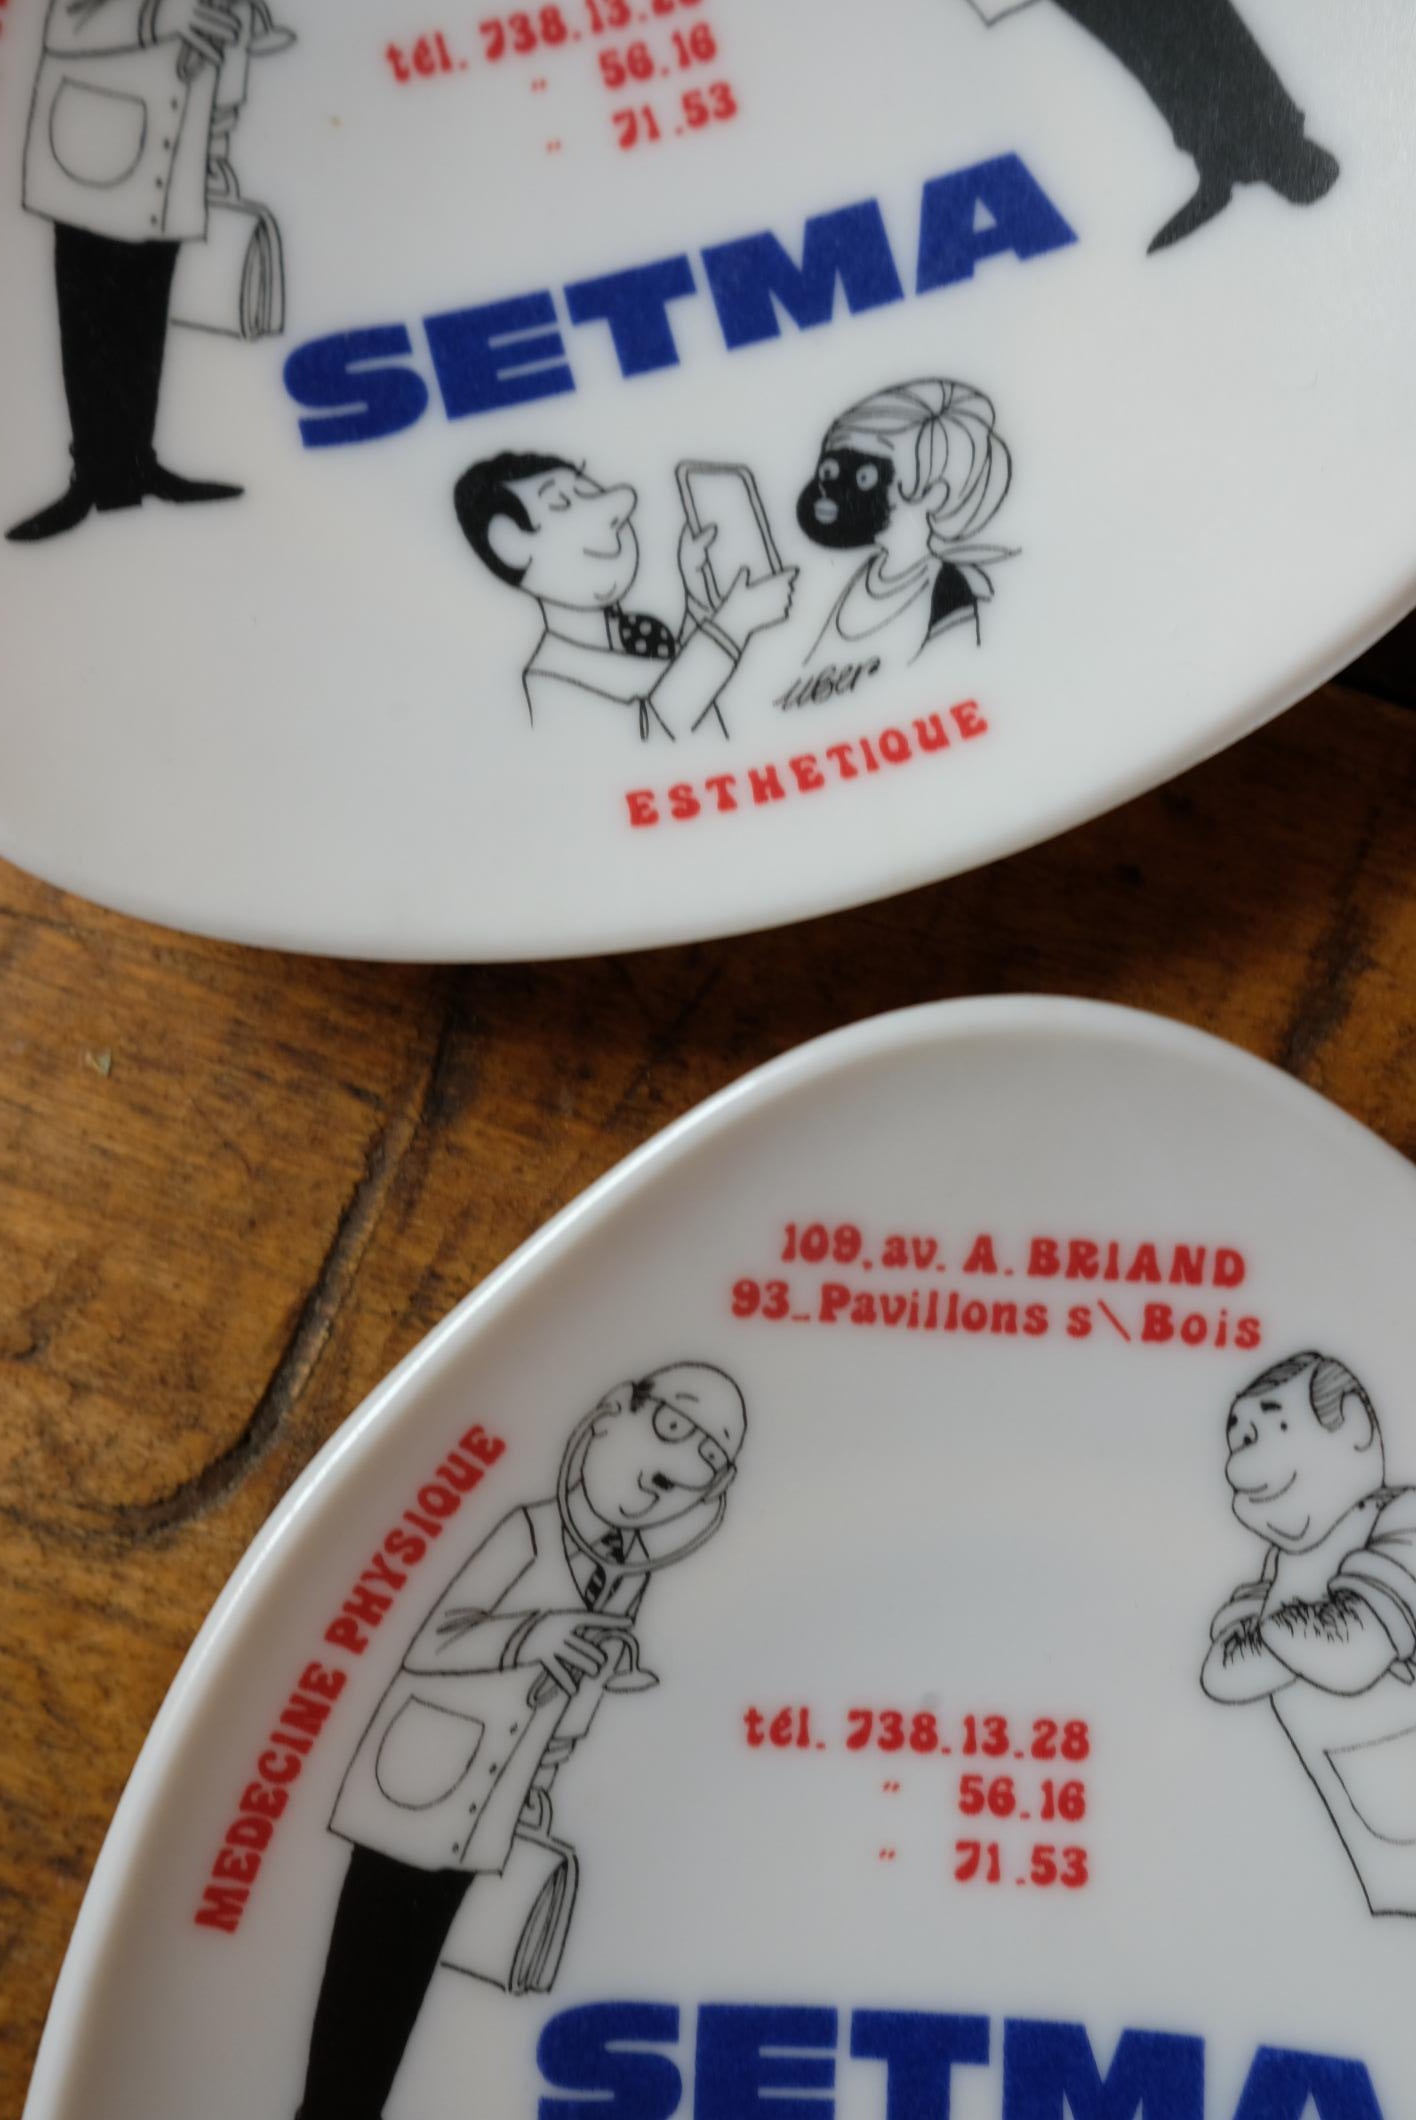 tél. 738.13.28
" 56.16
" 71.53
SETMA
uber
ESTHETIQUE
109, av. A. BRIAND
93_Pavillons s\Bois
MEDECINE PHYSIQUE
tél. 738.13.28
" 56.16
" 71.53
SETMA